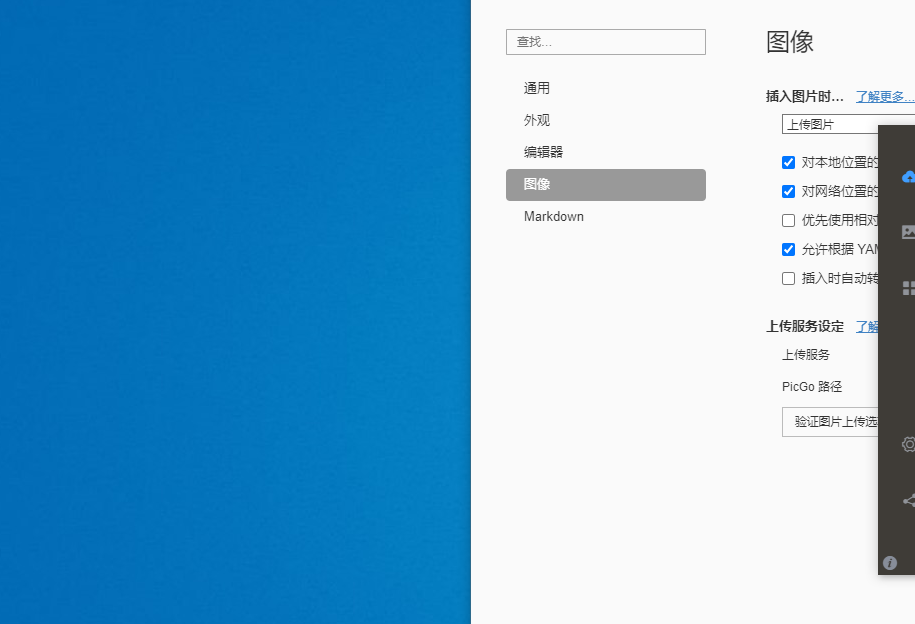 查找...
通用
外观
编辑器
图像
Markdown
图像
插入图片时... 了解更多...
上传图片
对本地位置的
对网络位置的
优先使用相对
允许根据 YAM
插入时自动转
上传服务设定 了解
上传服务
PicGo 路径
验证图片上传选